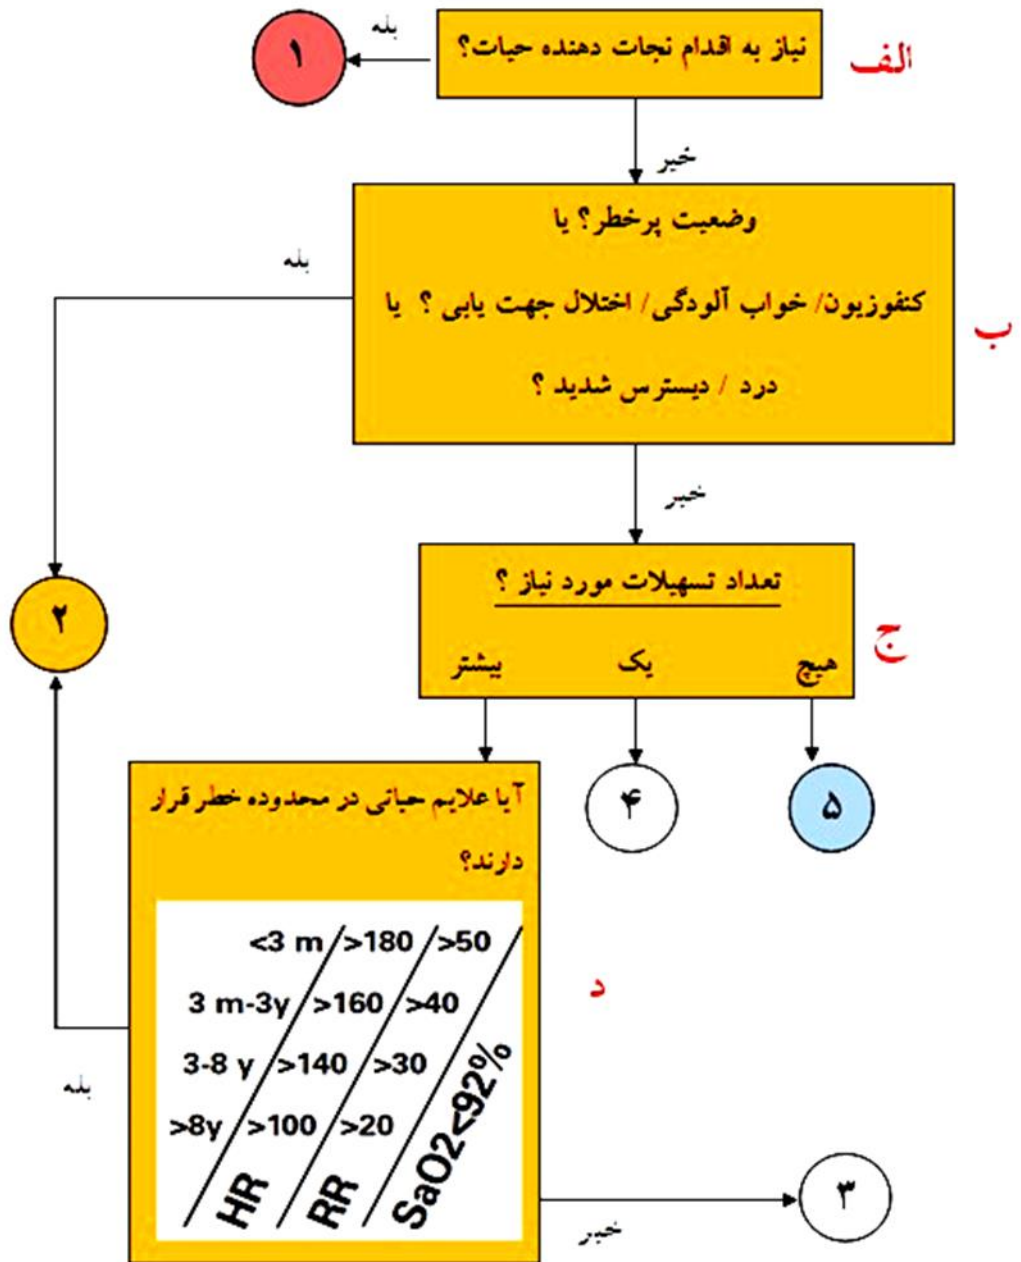 الف
نیاز به اقدام نجات دهنده حیات؟
بله
۱
خیر
ب
وضعیت پرخطر؟ یا
کنفوزیون/ خواب آلودگی/ اختلال جهت یابی ؟ یا
درد / دیسترس شدید ؟
بله
۲
خیر
ج
تعداد تسهیلات مورد نیاز ؟
هیچ یک بیشتر
۵
۴
د
آیا علایم حیاتی در محدوده خطر قرار
دارند؟
<3 m >180 >50
3 m-3y >160 >40
3-8 y >140 >30
>8y >100 >20
HR RR SaO2<92%
بله
خیر
۳